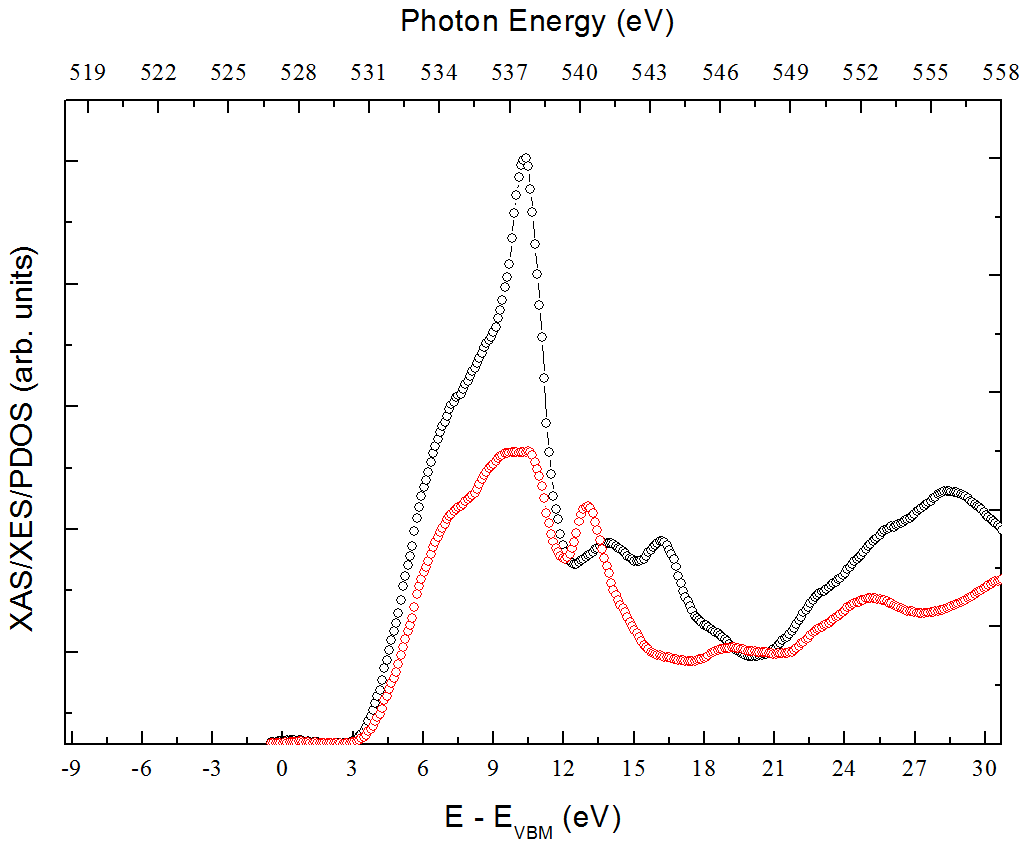 Photon Energy (eV)
519 522 525 528 531 534 537 540 543 546 549 552 555 558
XAS/XES/PDOS (arb. units)
-9 -6 -3 0 3 6 9 12 15 18 21 24 27 30
E - EVBM (eV)